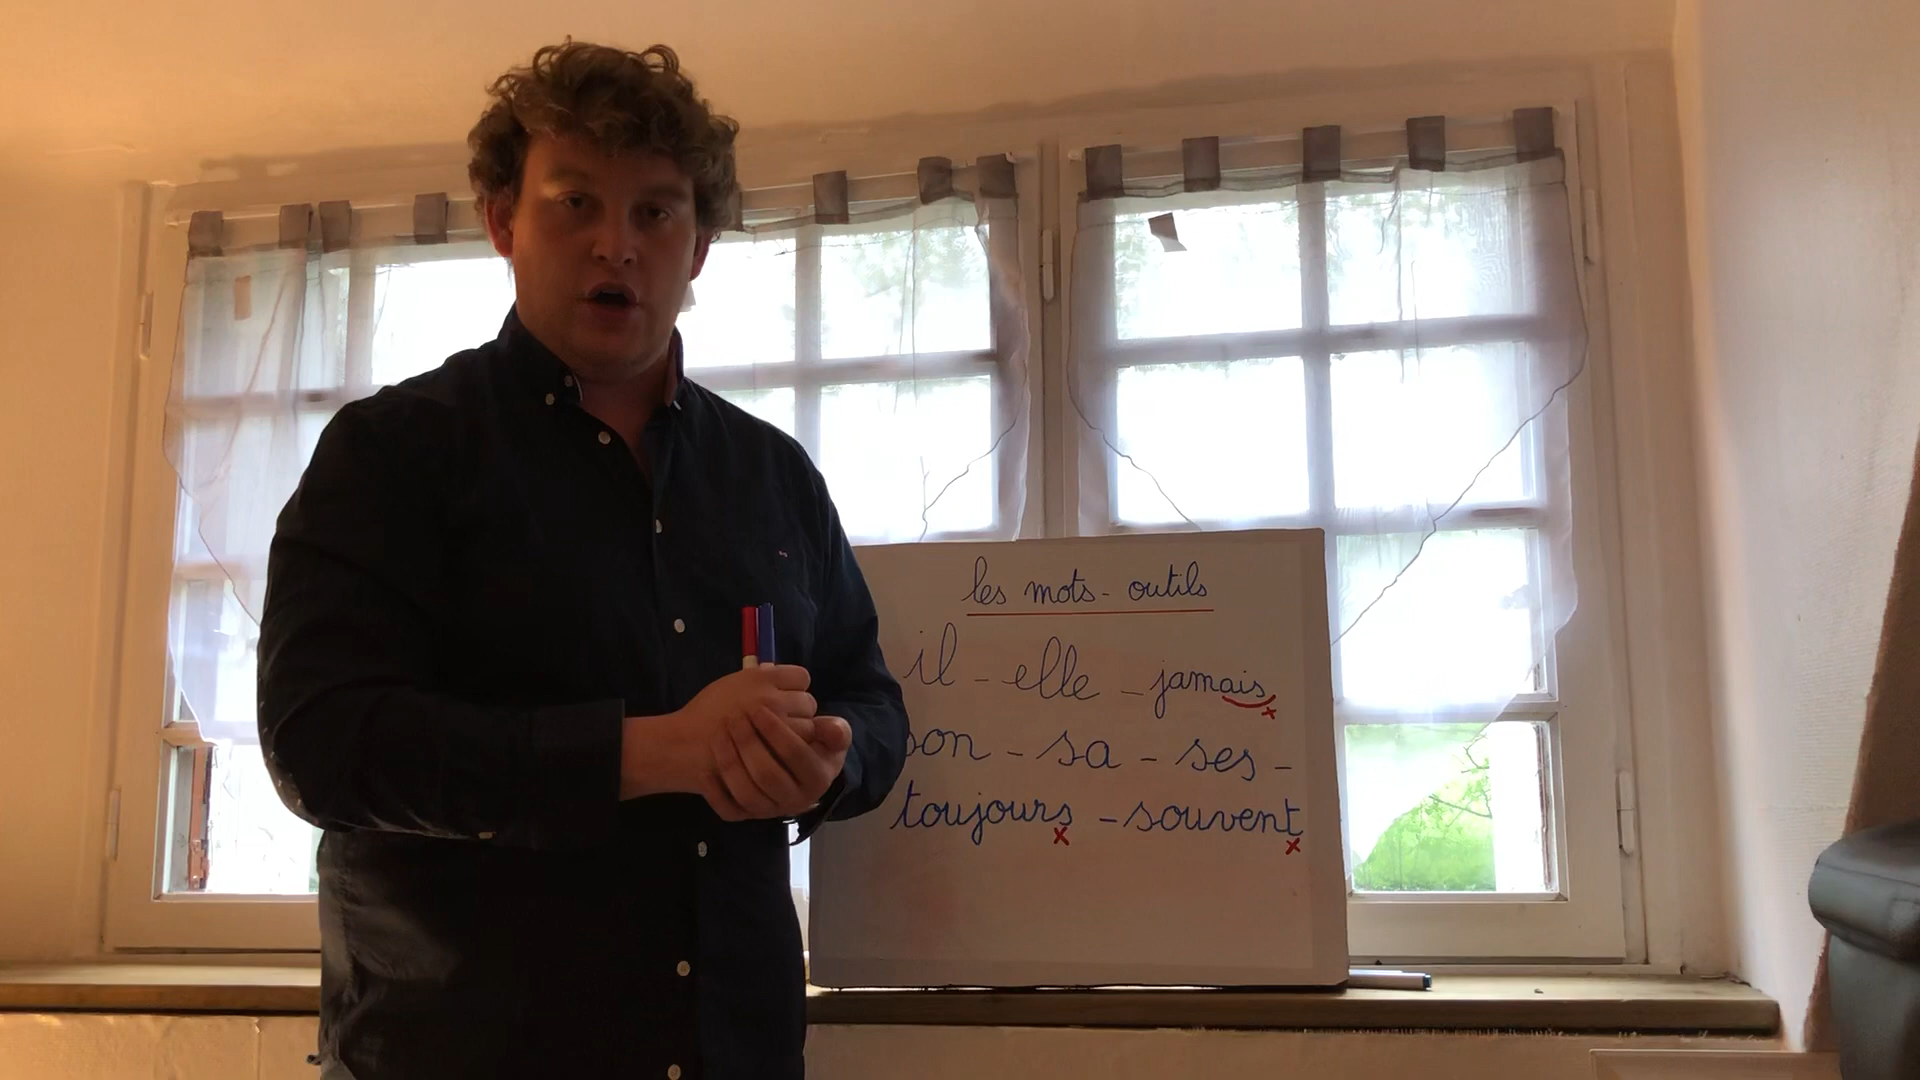 les mots-outils
il - elle - jamais
son - sa - ses -
toujours - souvent